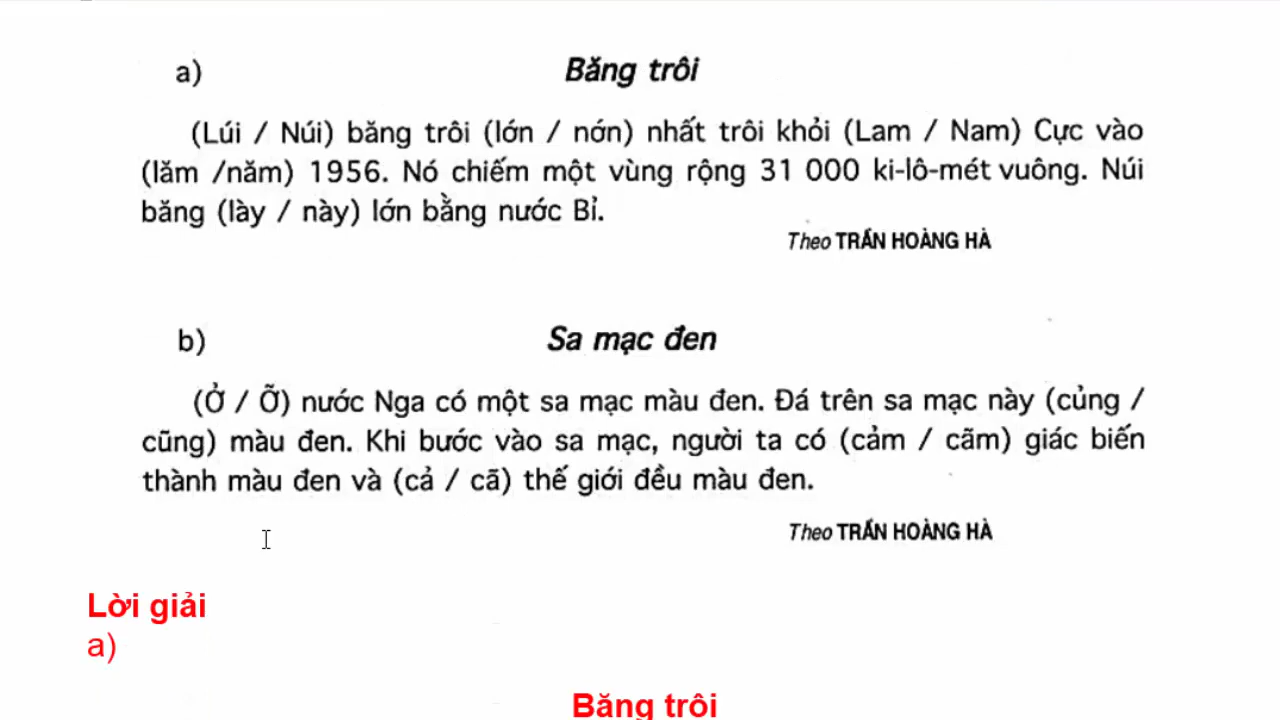 a) Băng trôi
(Lúi / Núi) băng trôi (lớn / nớn) nhất trôi khỏi (Lam / Nam) Cực vào
(lăm /năm) 1956. Nó chiếm một vùng rộng 31 000 ki-lô-mét vuông. Núi
băng (lày / này) lớn bằng nước Bỉ.
Theo TRẦN HOÀNG HÀ
b) Sa mạc đen
(Ở / Ỡ) nước Nga có một sa mạc màu đen. Đá trên sa mạc này (củng /
cũng) màu đen. Khi bước vào sa mạc, người ta có (cảm / cãm) giác biến
thành màu đen và (cả / cã) thế giới đều màu đen.
Theo TRẦN HOÀNG HÀ
Lời giải
a)
Băng trôi